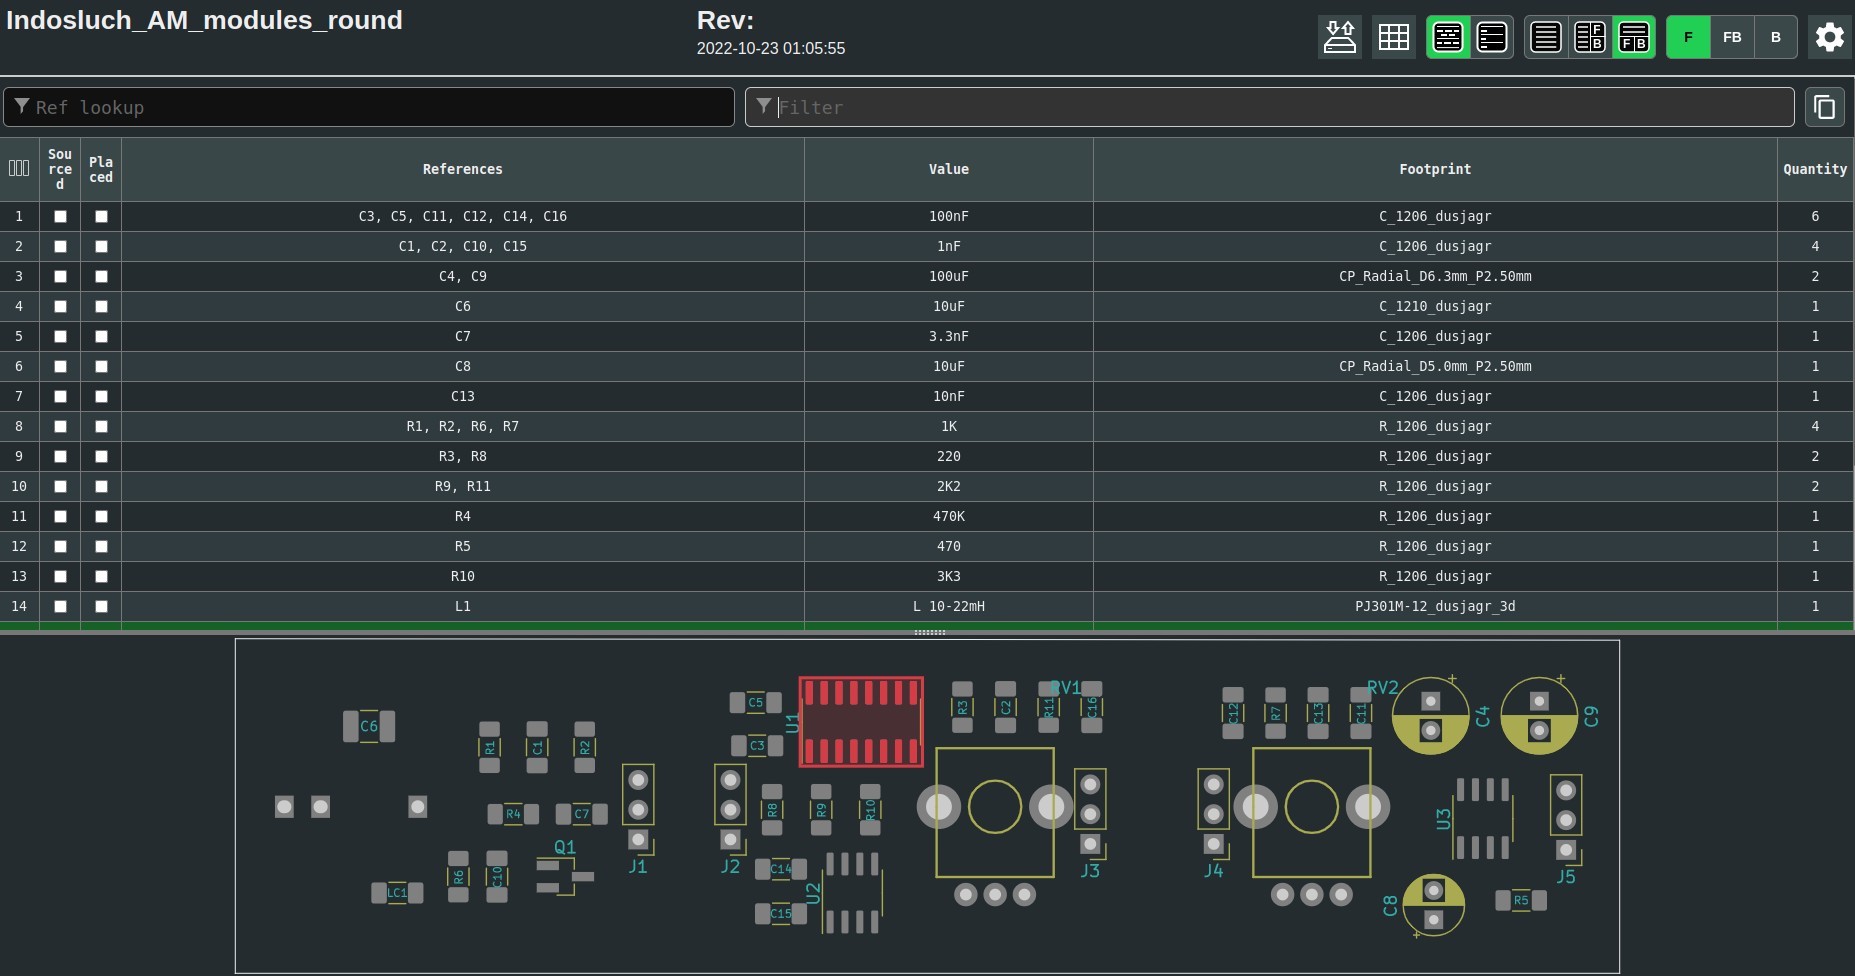 Indosluch_AM_modules_round
Rev:
2022-10-23 01:05:55
F FB B
Ref lookup
Filter
Sourced Placed References Value Footprint Quantity
1 C3, C5, C11, C12, C14, C16 100nF C_1206_dusjagr 6
2 C1, C2, C10, C15 1nF C_1206_dusjagr 4
3 C4, C9 100uF CP_Radial_D6.3mm_P2.50mm 2
4 C6 10uF C_1210_dusjagr 1
5 C7 3.3nF C_1206_dusjagr 1
6 C8 10uF CP_Radial_D5.0mm_P2.50mm 1
7 C13 10nF C_1206_dusjagr 1
8 R1, R2, R6, R7 1K R_1206_dusjagr 4
9 R3, R8 220 R_1206_dusjagr 2
10 R9, R11 2K2 R_1206_dusjagr 2
11 R4 470K R_1206_dusjagr 1
12 R5 470 R_1206_dusjagr 1
13 R10 3K3 R_1206_dusjagr 1
14 L1 L 10-22mH PJ301M-12_dusjagr_3d 1
C6
R1 C1 R2
R4 C7
Q1
LC1 R6 C10
J1
C5
C3
U1
J2
R8 R9 R10
C14
C15
U2
R3 C2 R11 RV1 C16
J3
C12 R7 C13 C11 RV2
J4
C4 C9
U3
C8
R5
J5